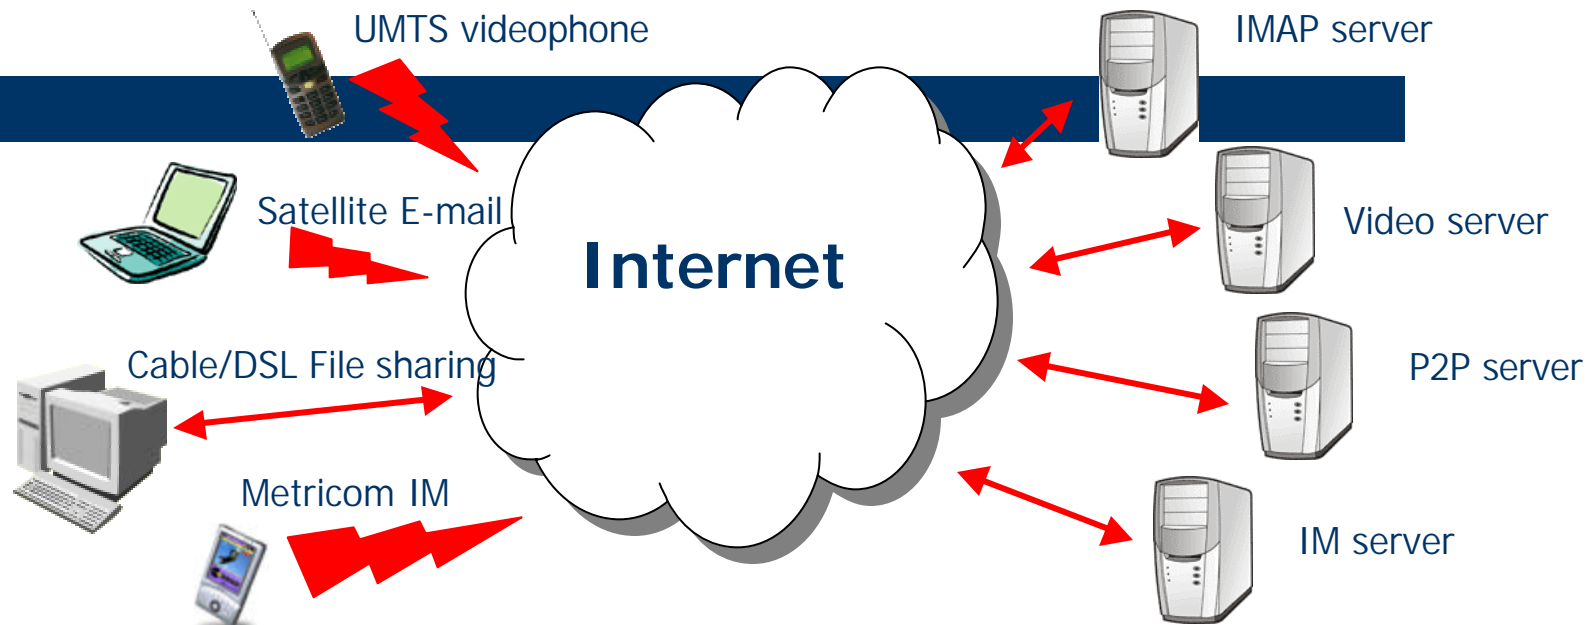 UMTS videophone
IMAP server
Satellite E-mail
Video server
Internet
Cable/DSL File sharing
P2P server
Metricom IM
IM server